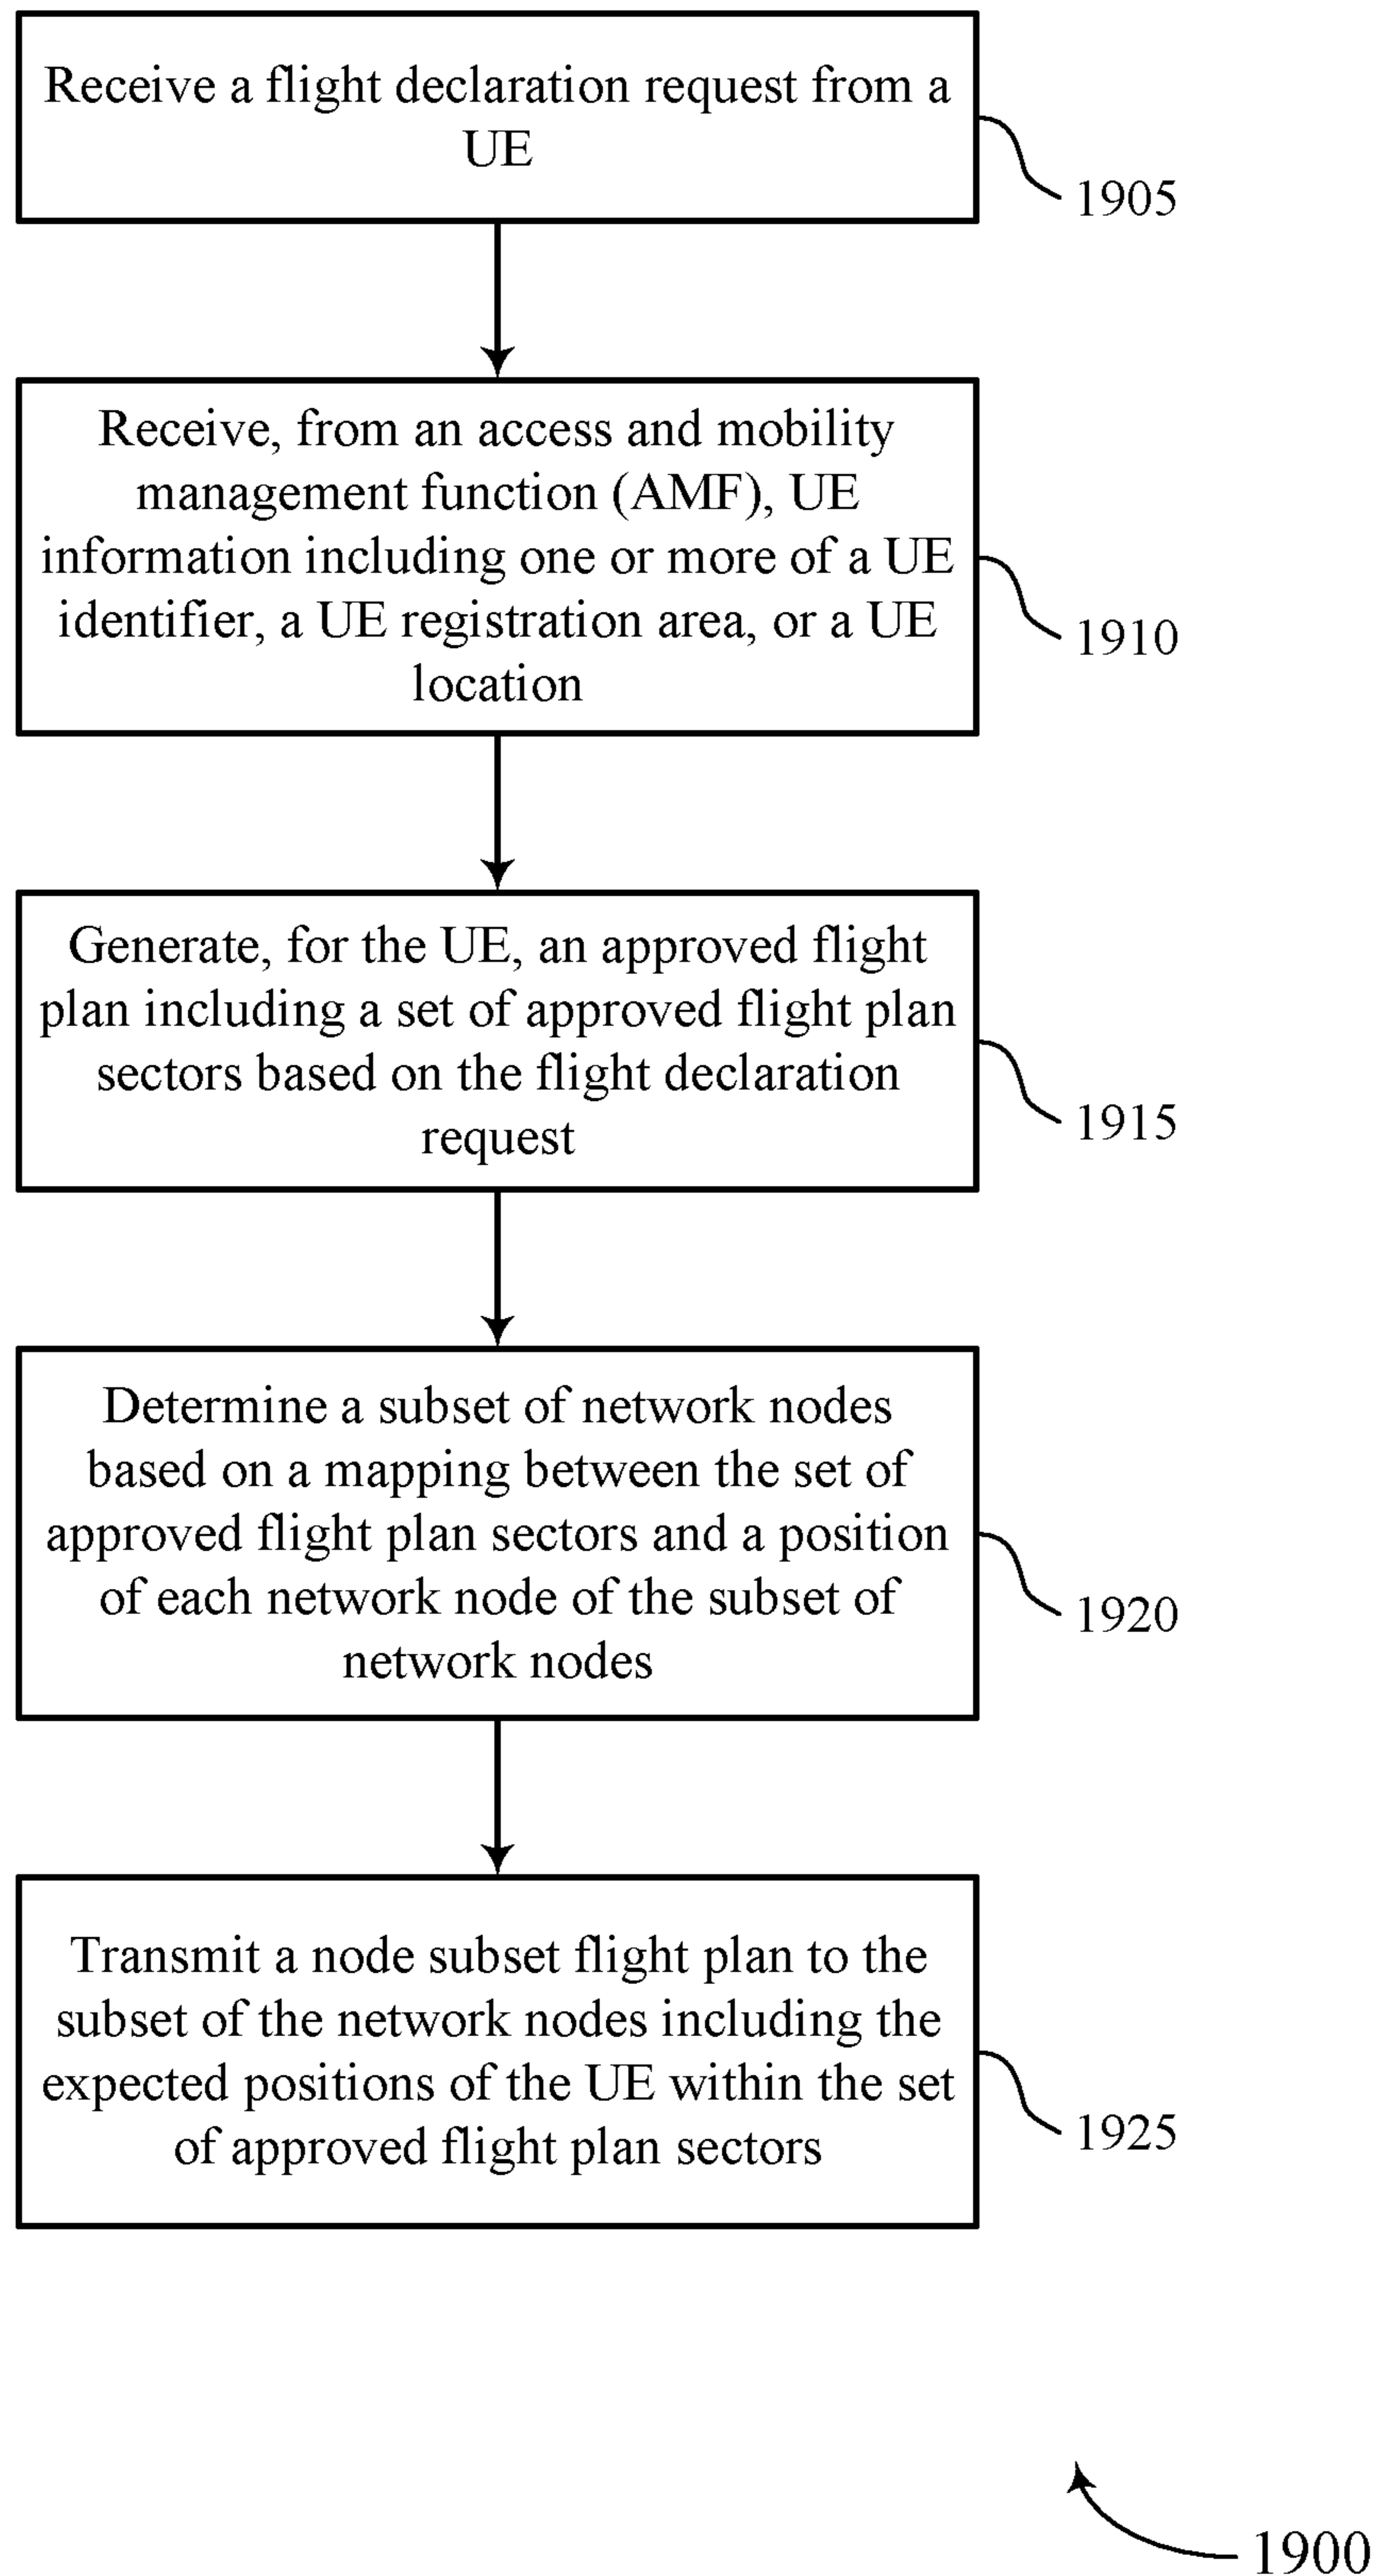 Receive a flight declaration request from a
UE
1905
Receive, from an access and mobility
management function (AMF), UE
information including one or more of a UE
identifier, a UE registration area, or a UE
location
1910
Generate, for the UE, an approved flight
plan including a set of approved flight plan
sectors based on the flight declaration
request
1915
Determine a subset of network nodes
based on a mapping between the set of
approved flight plan sectors and a position
of each network node of the subset of
network nodes
1920
Transmit a node subset flight plan to the
subset of the network nodes including the
expected positions of the UE within the set
of approved flight plan sectors
1925
1900